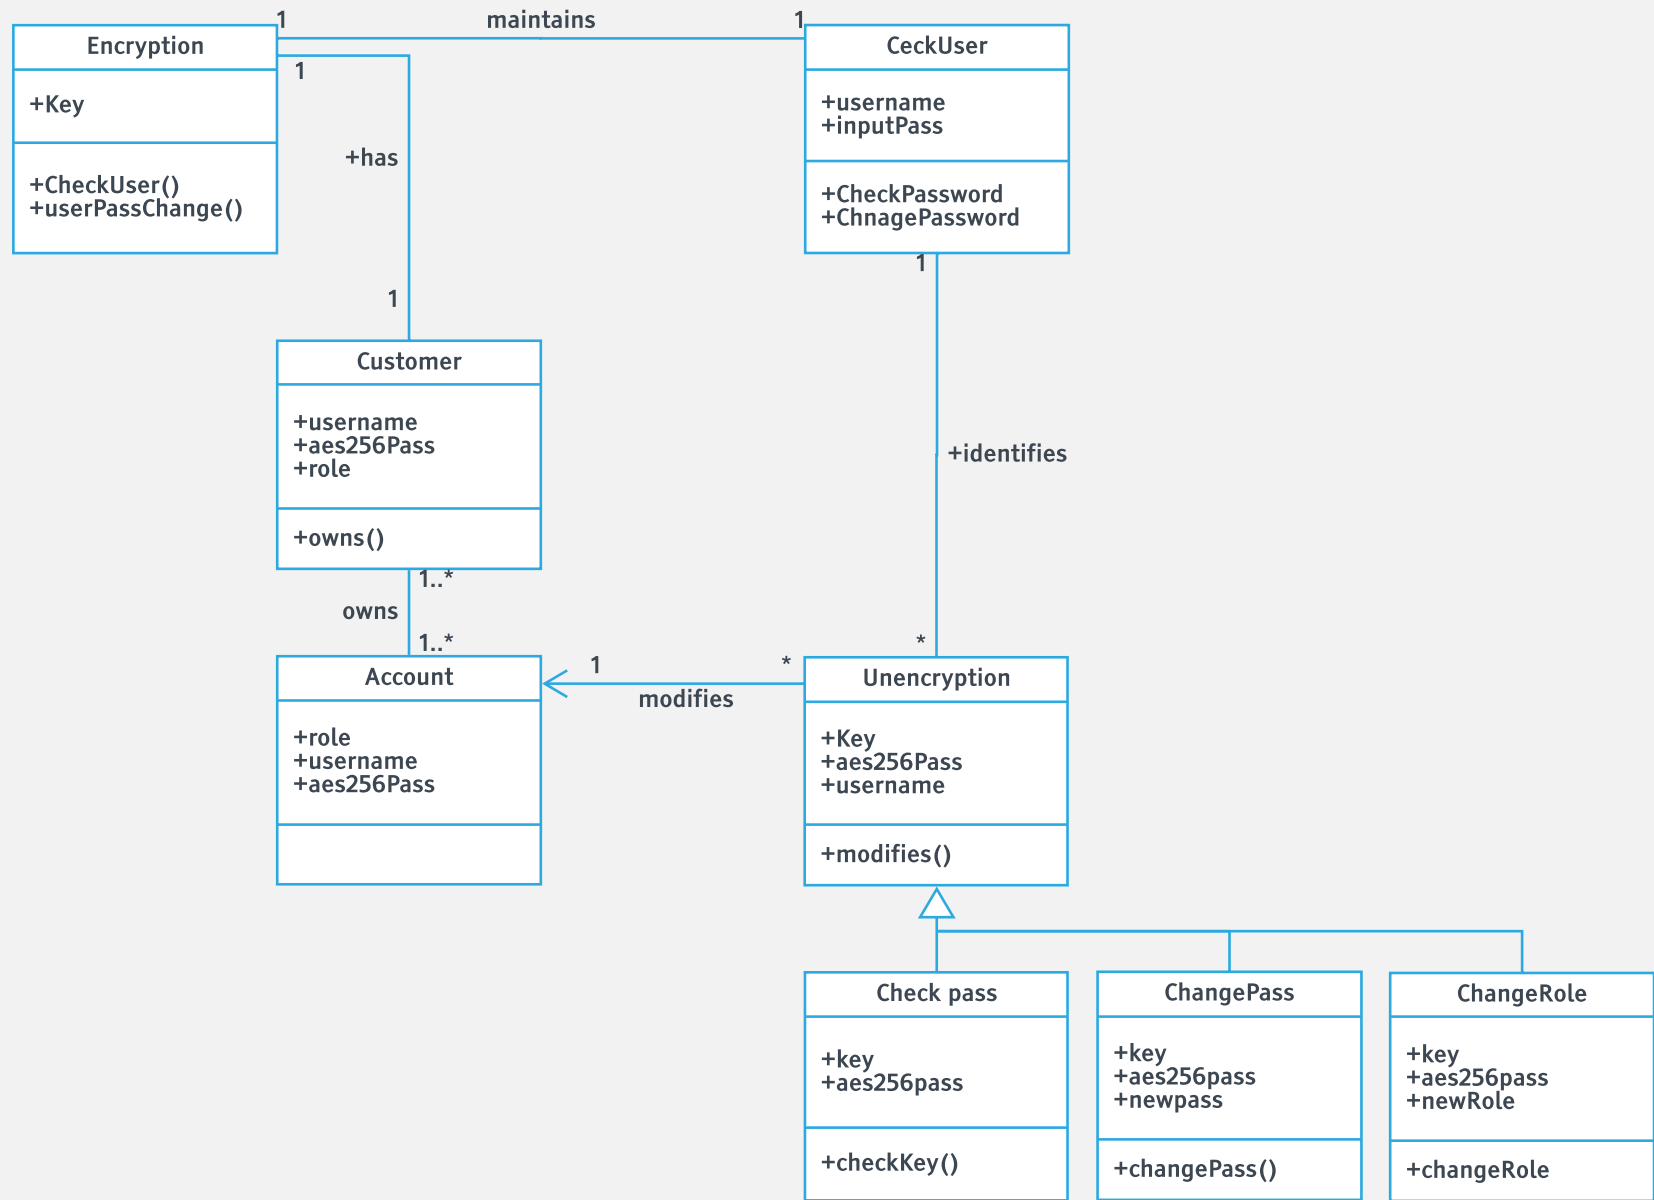 1
maintains
1
Encryption
+Key
+CheckUser()
+userPassChange()
CeckUser
+username
+inputPass
+CheckPassword
+ChnagePassword
1
+has
1
1
+identifies
*
Customer
+username
+aes256Pass
+role
+owns()
1..*
owns
1..*
Account
+role
+username
+aes256Pass
1
*
modifies
Unencryption
+Key
+aes256Pass
+username
+modifies()
Check pass
+key
+aes256pass
+checkKey()
ChangePass
+key
+aes256pass
+newpass
+changePass()
ChangeRole
+key
+aes256pass
+newRole
+changeRole